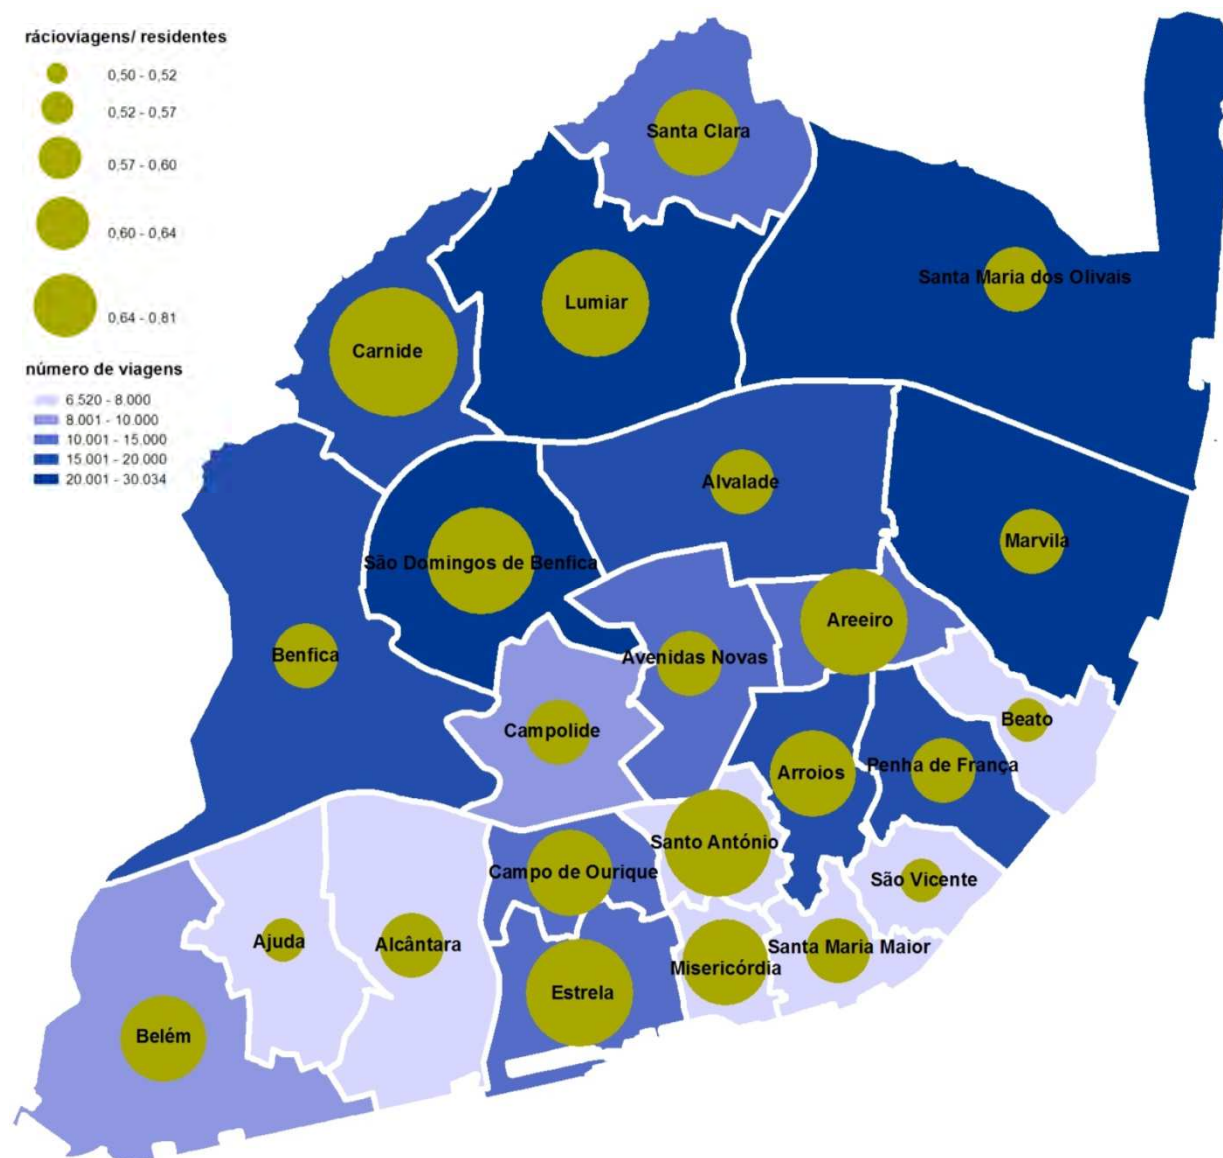 rácioviagens/ residentes
0,50 - 0,52
0,52 - 0,57
0,57 - 0,60
0,60 - 0,64
0,64 - 0,81
número de viagens
6.520 - 8.000
8.001 - 10.000
10.001 - 15.000
15.001 - 20.000
20.001 - 30.034
Santa Clara
Santa Maria dos Olivais
Lumiar
Carnide
Alvalade
Marvila
São Domingos de Benfica
Areeiro
Benfica
Avenidas Novas
Beato
Campolide
Arroios
Penha de França
Santo António
Campo de Ourique
São Vicente
Ajuda
Alcântara
Santa Maria Maior
Misericórdia
Estrela
Belém